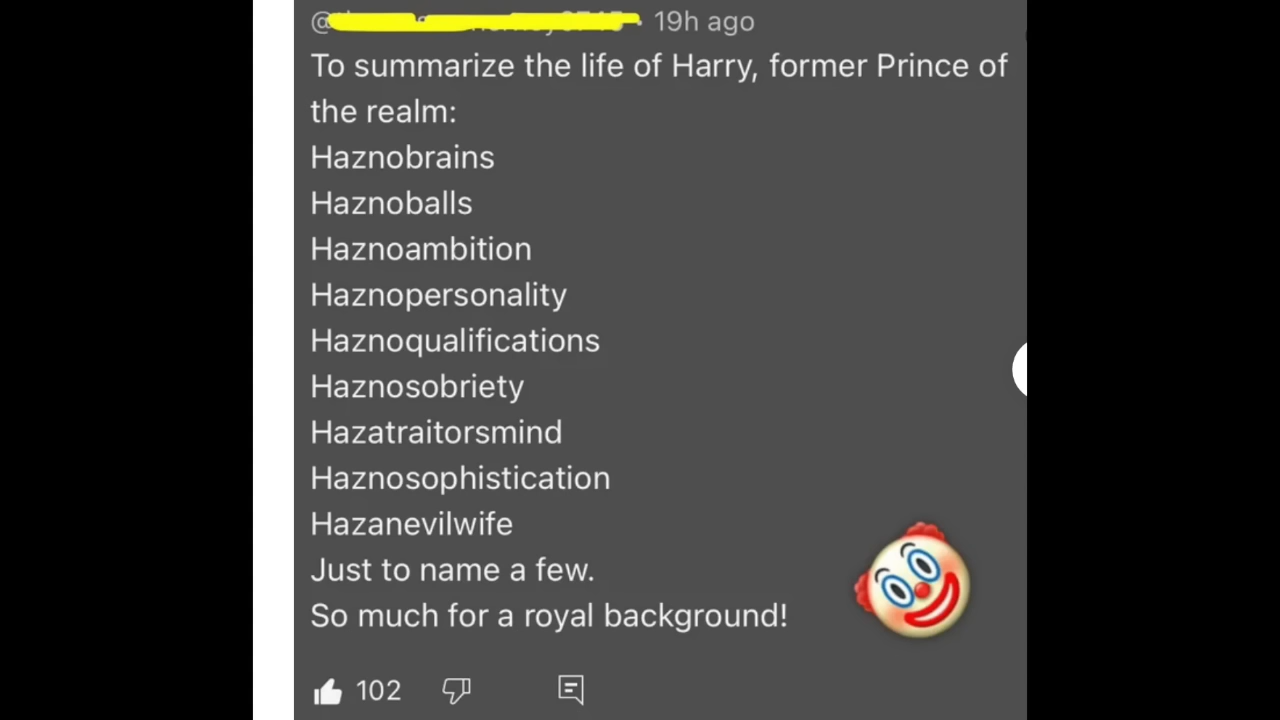 @ 19h ago
To summarize the life of Harry, former Prince of
the realm:
Haznobrains
Haznoballs
Haznoambition
Haznopersonality
Haznoqualifications
Haznosobriety
Hazatraitorsmind
Haznosophistication
Hazanevilwife
Just to name a few.
So much for a royal background!
102